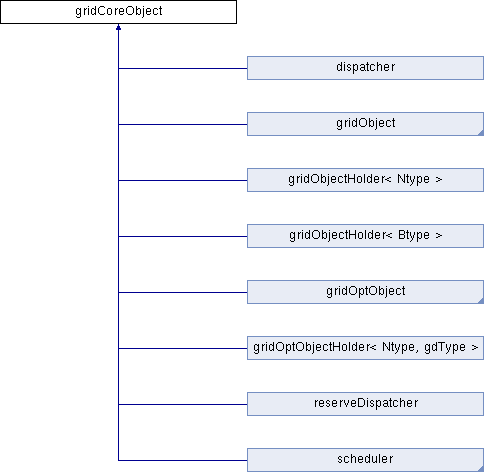 gridCoreObject
dispatcher
gridObject
gridObjectHolder< Ntype >
gridObjectHolder< Btype >
gridOptObject
gridOptObjectHolder< Ntype, gdType >
reserveDispatcher
scheduler